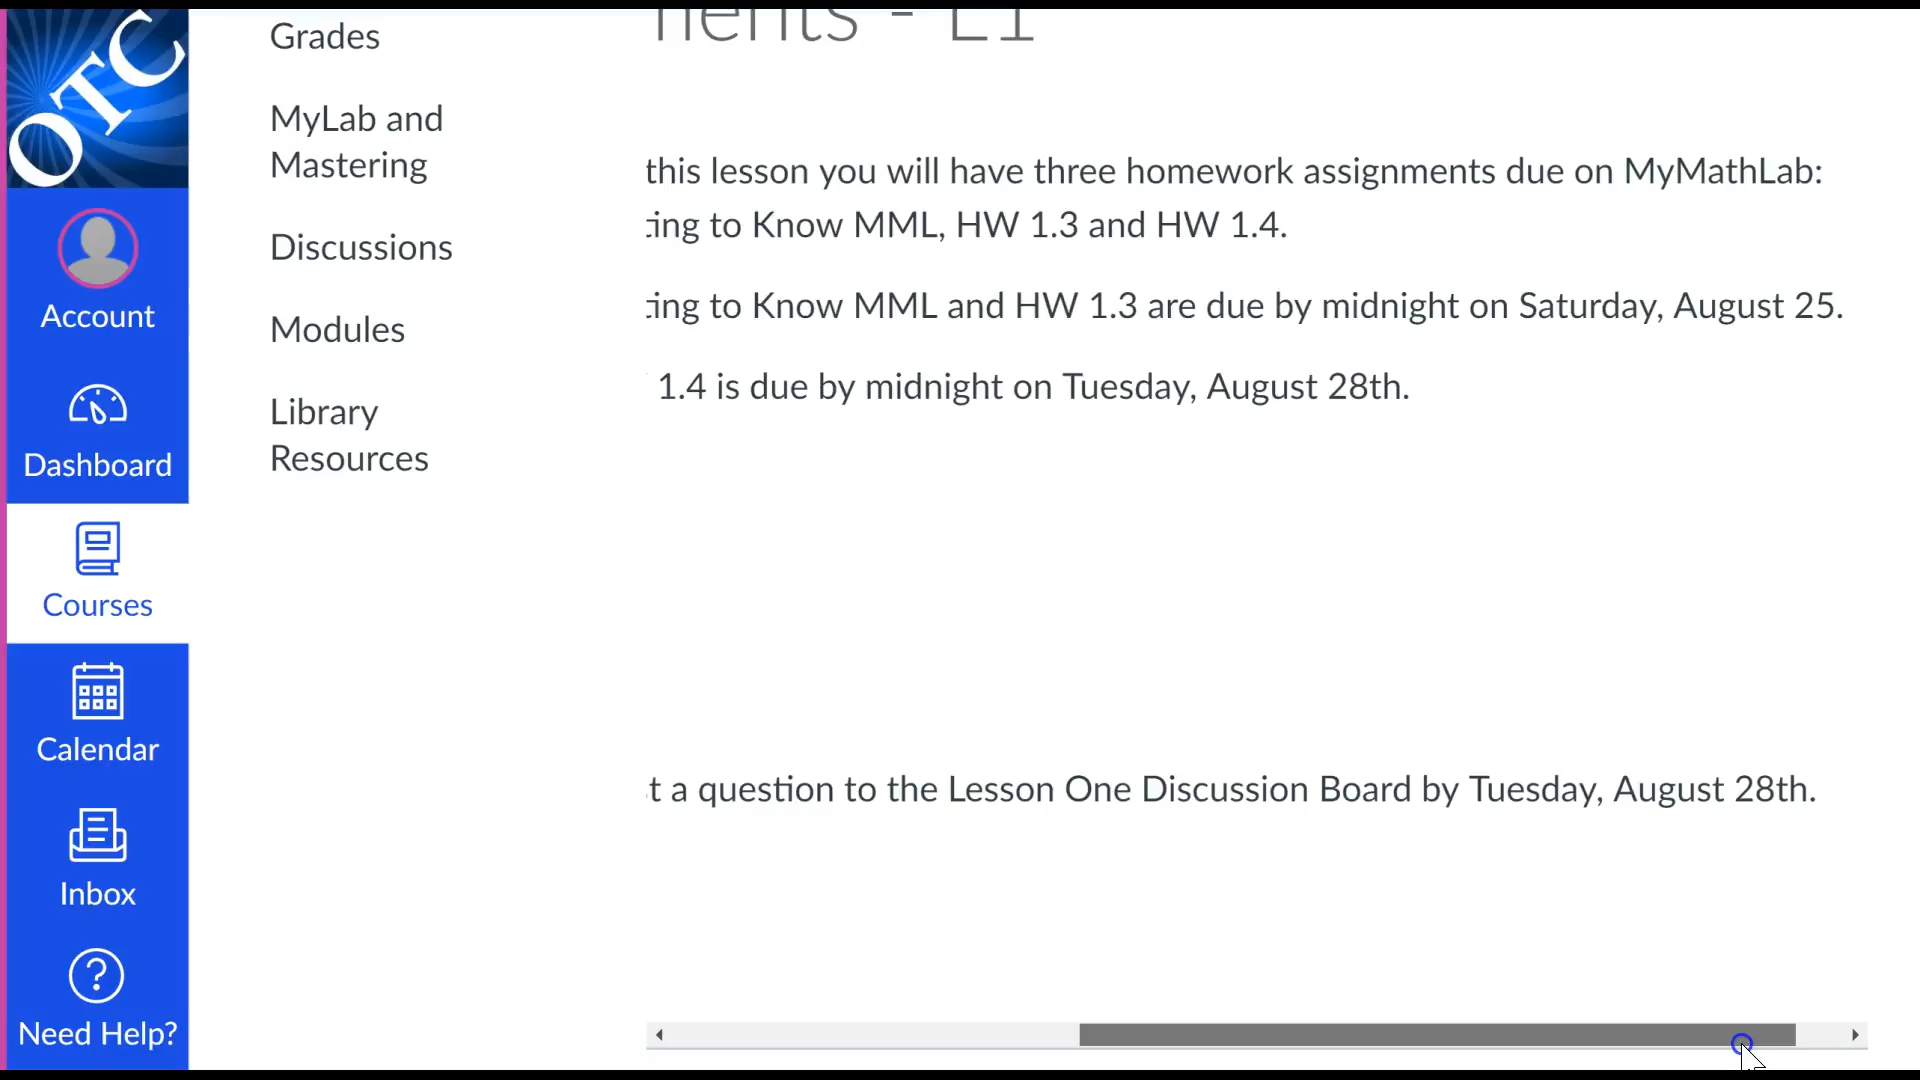 OTC
Account
Dashboard
Courses
Calendar
Inbox
Need Help?
Grades
MyLab and
Mastering
Discussions
Modules
Library
Resources
this lesson you will have three homework assignments due on MyMathLab:
to Know MML, HW 1.3 and HW 1.4.
to Know MML and HW 1.3 are due by midnight on Saturday, August 25.
1.4 is due by midnight on Tuesday, August 28th.
a question to the Lesson One Discussion Board by Tuesday, August 28th.